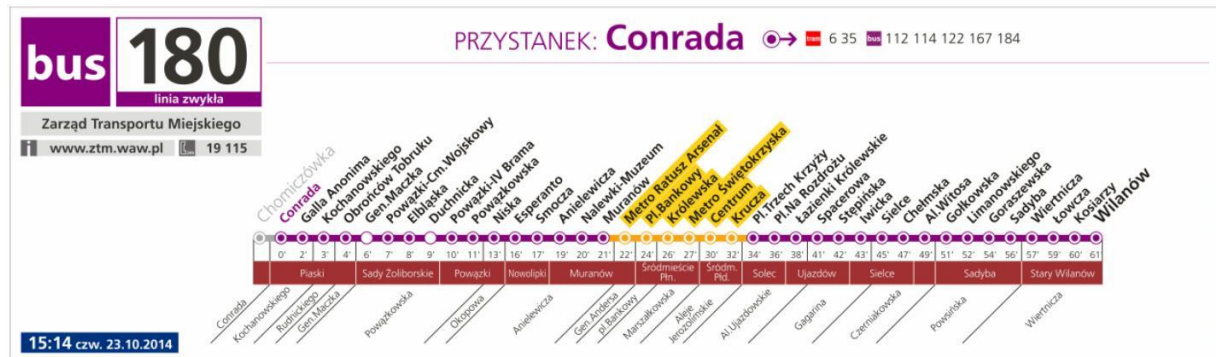 bus 180
linia zwykła
Zarząd Transportu Miejskiego
i www.ztm.waw.pl 19 115
PRZYSTANEK: Conrada tram 6 35 bus 112 114 122 167 184
Chomiczówka
Conrada
Galla Anonima
Kochanowskiego
Obrońców Tobruku
Gen.Maczka
Powązki-Cm.Wojskowy
Elbląska
Duchnicka
Powązki-IV Brama
Powązkowska
Niska
Esperanto
Smocza
Anielewicza
Nalewki-Muzeum
Muranów
Metro Ratusz Arsenał
Pl.Bankowy
Królewska
Metro Świętokrzyska
Centrum
Krucza
Pl.Trzech Krzyży
Pl.Na Rozdrożu
Łazienki Królewskie
Spacerowa
Stępińska
Iwicka
Sielce
Chełmska
Al.Witosa
Gołkowska
Limanowskiego
Goraszewska
Sadyba
Wiertnicza
Łowcza
Kosiarzy
Wilanów
0' 2' 3' 4' 6' 7' 8' 9' 10' 11' 13' 16' 17' 19' 20' 21' 22' 24' 26' 27' 30' 32' 34' 36' 38' 41' 42' 43' 45' 47' 49' 51' 52' 54' 56' 57' 59' 60' 61'
Piaski
Sady Żoliborskie
Powązki
Nowolipki
Muranów
Śródmieście Płn.
Śródm. Płd.
Solec
Ujazdów
Sielce
Sadyba
Stary Wilanów
Conrada
Kochanowskiego
Rudnickiego
Gen.Maczka
Powązkowska
Okopowa
Anielewicza
Gen.Andersa
pl.Bankowy
Marszałkowska
Aleje Jerozolimskie
Al.Ujazdowskie
Gagarina
Czerniakowska
Powsińska
Wiertnicza
15:14 czw. 23.10.2014